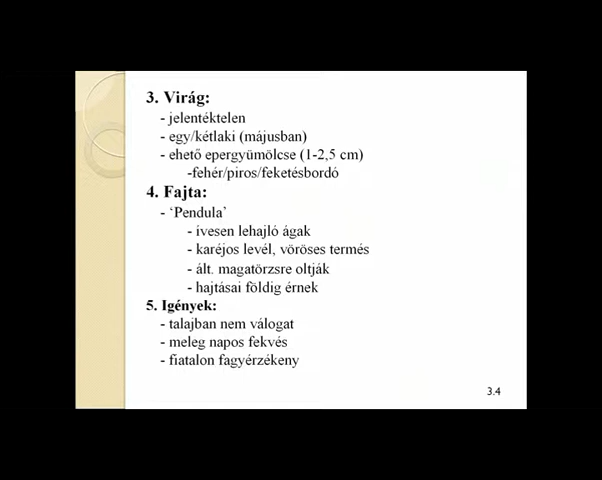 3. Virág:
- jelentéktelen
- egy/kétlaki (májusban)
- ehető epergyümölcse (1-2,5 cm)
-fehér/piros/feketésbordó
4. Fajta:
- ‘Pendula’
- ívesen lehajló ágak
- karéjos levél, vöröses termés
- ált. magatörzsre oltják
- hajtásai földig érnek
5. Igények:
- talajban nem válogat
- meleg napos fekvés
- fiatalon fagyérzékeny
3.4